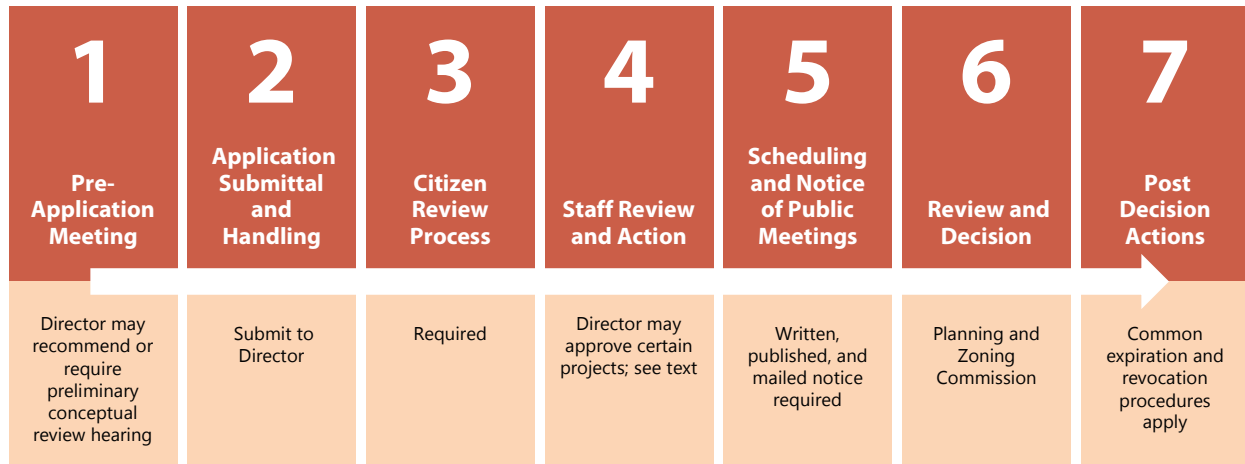 1
Pre-
Application
Meeting
Director may
recommend or
require
preliminary
conceptual
review hearing
2
Application
Submittal
and
Handling
Submit to
Director
3
Citizen
Review
Process
Required
4
Staff Review
and Action
Director may
approve certain
projects; see text
5
Scheduling
and Notice
of Public
Meetings
Written,
published, and
mailed notice
required
6
Review and
Decision
Planning and
Zoning
Commission
7
Post
Decision
Actions
Common
expiration and
revocation
procedures
apply